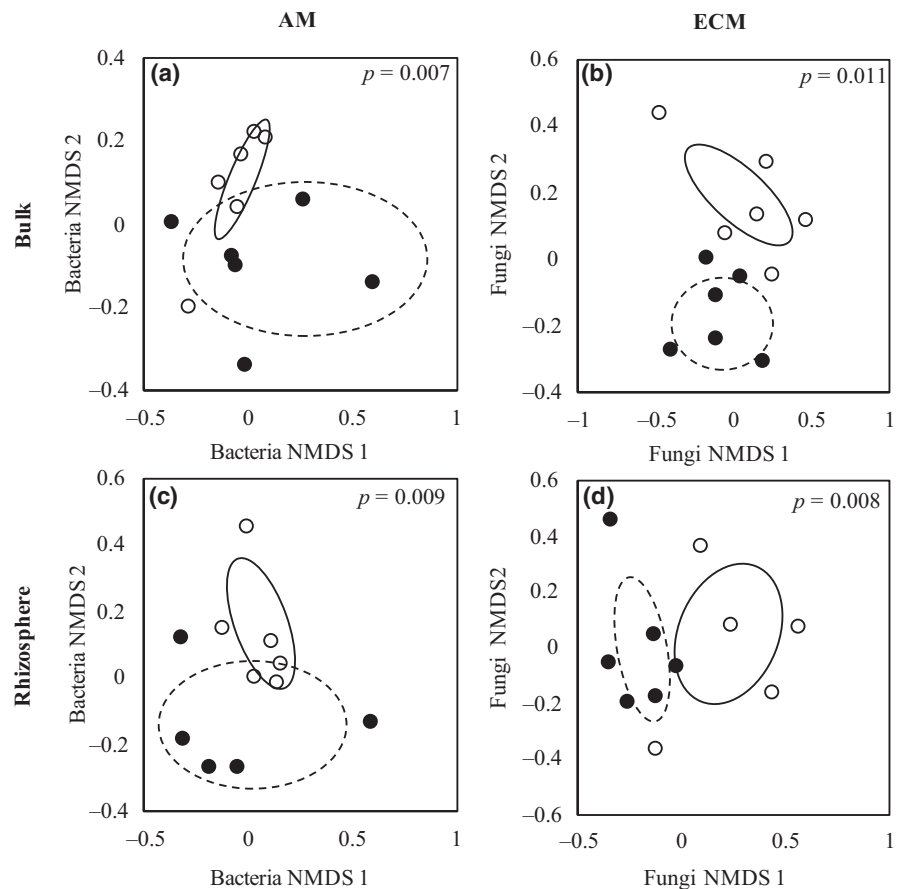 AM
ECM
Bulk
(a)
p = 0.007
0.4
0.2
0
–0.2
–0.4
Bacteria NMDS 2
–0.5
0
0.5
1
Bacteria NMDS 1
(b)
p = 0.011
0.6
0.4
0.2
0
–0.2
–0.4
Fungi NMDS 2
–1
–0.5
0
0.5
1
Fungi NMDS 1
Rhizosphere
(c)
p = 0.009
0.6
0.4
0.2
0
–0.2
–0.4
Bacteria NMDS 2
–0.5
0
0.5
1
Bacteria NMDS 1
(d)
p = 0.008
0.6
0.4
0.2
0
–0.2
–0.4
–0.6
Fungi NMDS2
–0.5
0
0.5
1
Fungi NMDS 1